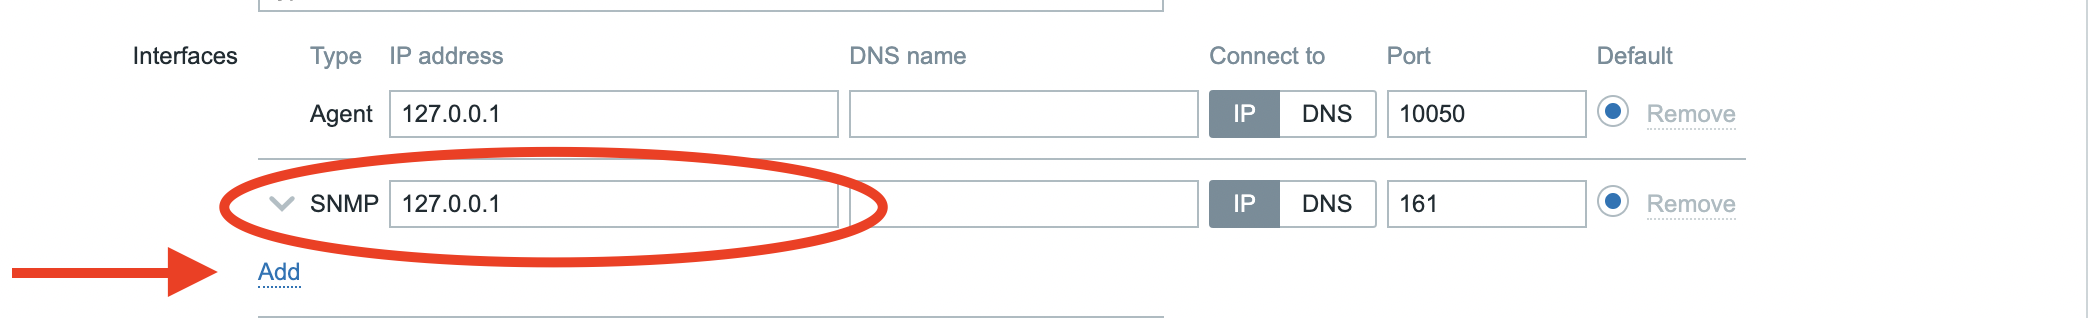 Interfaces Type IP address DNS name Connect to Port Default
Agent 127.0.0.1 IP DNS 10050 Remove
SNMP 127.0.0.1 IP DNS 161 Remove
Add